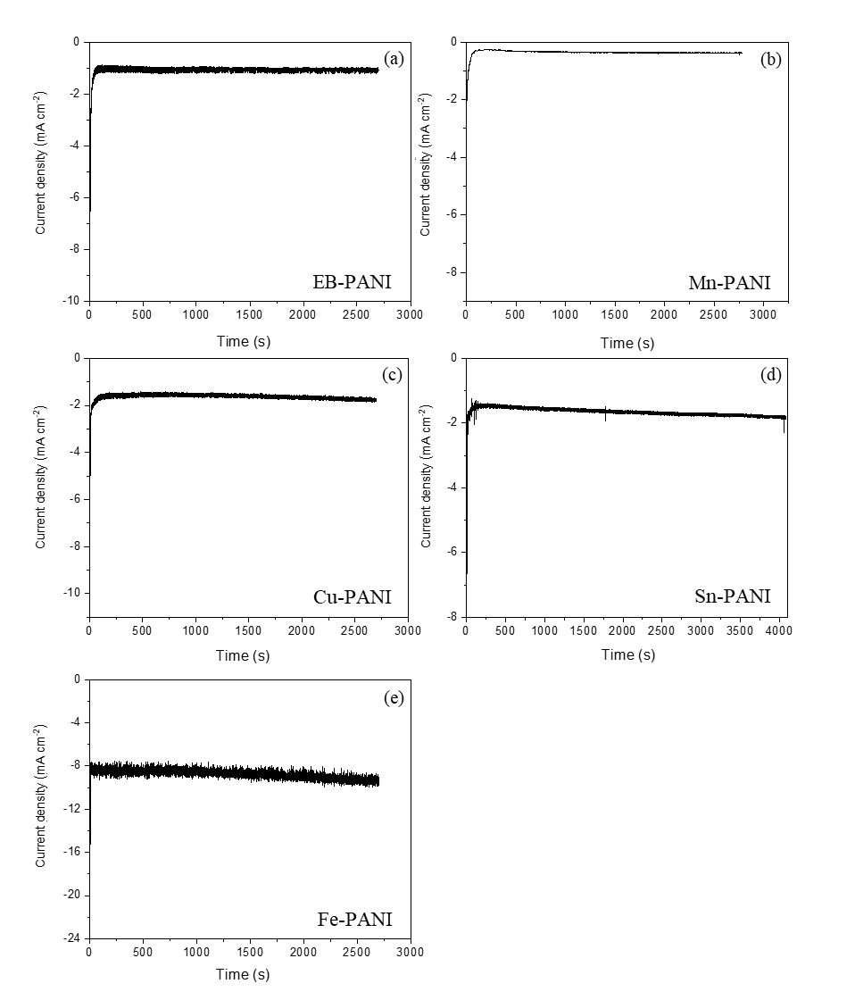 (a)
0
-2
-4
-6
-8
-10
Current density (mA cm-2)
EB-PANI
0 500 1000 1500 2000 2500 3000
Time (s)
(b)
0
-2
-4
-6
-8
Current density (mA cm-2)
Mn-PANI
0 500 1000 1500 2000 2500 3000
Time (s)
(c)
0
-2
-4
-6
-8
-10
Current density (mA cm-2)
Cu-PANI
0 500 1000 1500 2000 2500 3000
Time (s)
(d)
0
-2
-4
-6
-8
Current density (mA cm-2)
Sn-PANI
0 500 1000 1500 2000 2500 3000 3500 4000
Time (s)
(e)
0
-4
-8
-12
-16
-20
-24
Current density (mA cm-2)
Fe-PANI
0 500 1000 1500 2000 2500 3000
Time (s)